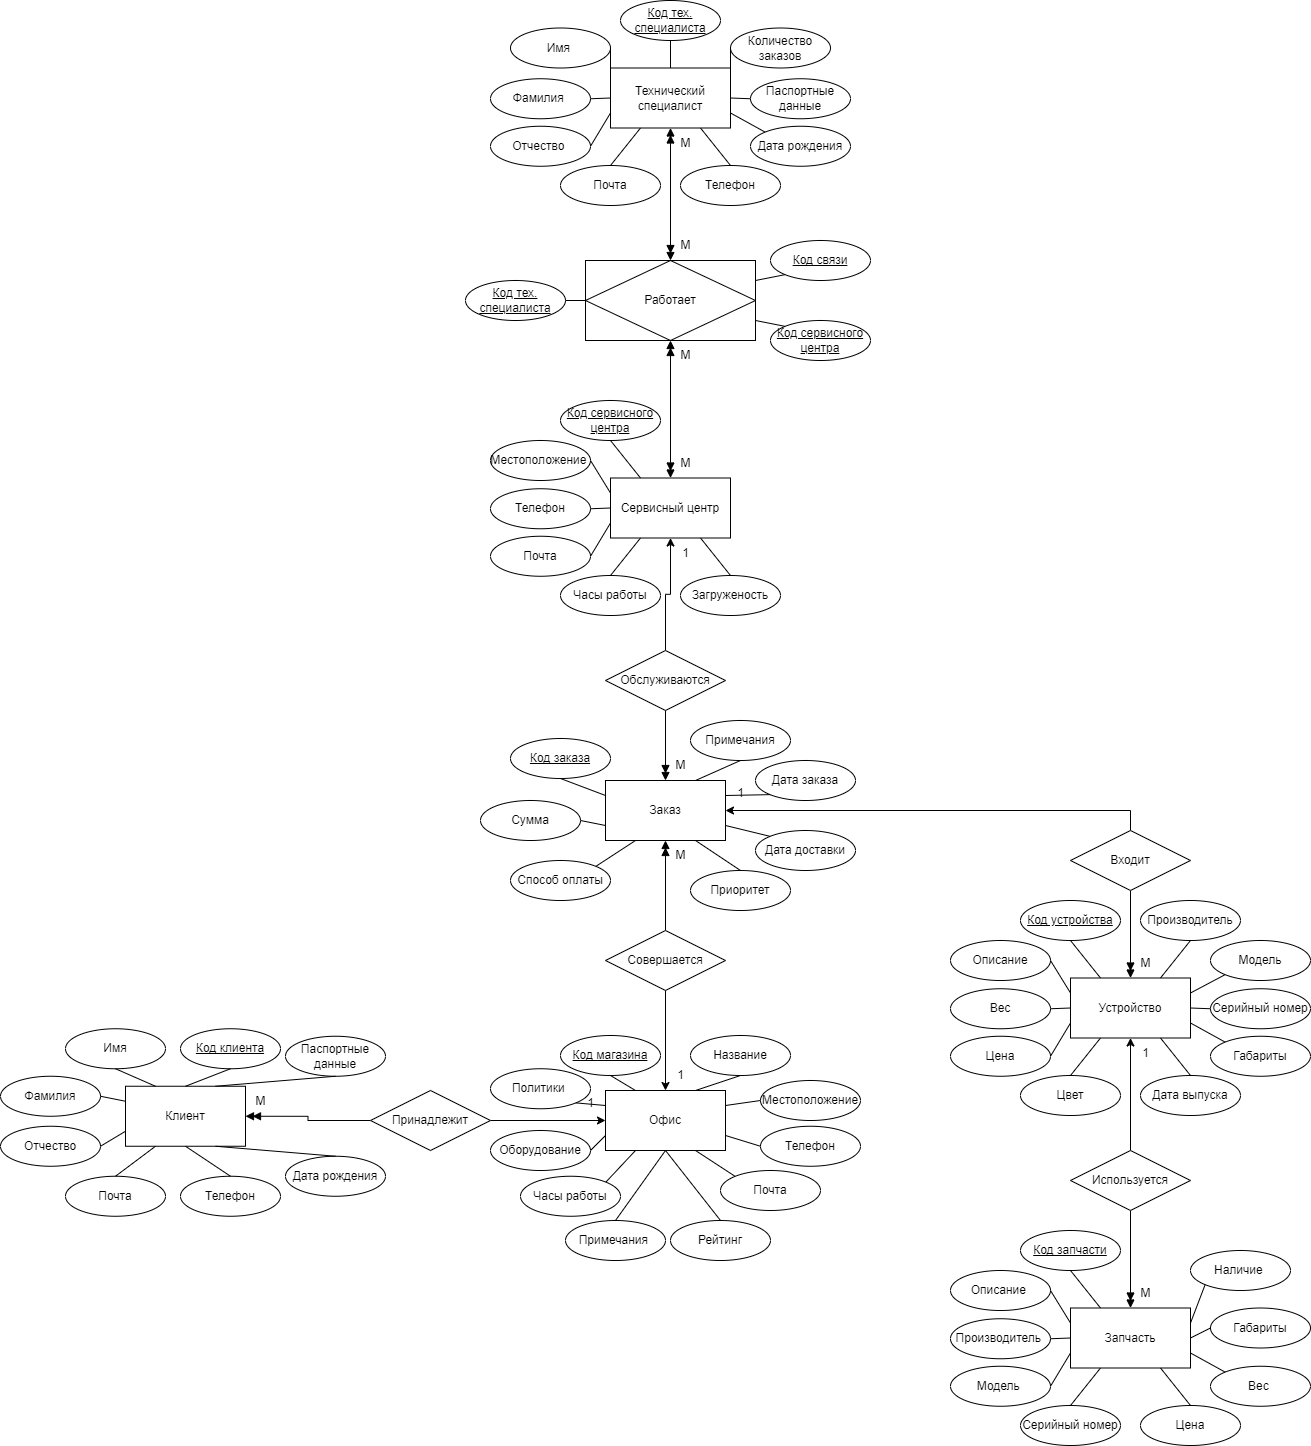 Код тех.
специалиста
Имя
Количество
заказов
Технический
специалист
Фамилия
Паспортные
данные
Отчество
Дата рождения
М
Почта
Телефон
М
Код связи
Код тех.
специалиста
Работает
Код сервисного
центра
М
Код сервисного
центра
Местоположение
М
Телефон
Сервисный центр
Почта
1
Часы работы
Загруженость
Обслуживаются
Примечания
Код заказа
М
Дата заказа
1
Сумма
Заказ
Дата доставки
М
Входит
Способ оплаты
Приоритет
Код устройства
Производитель
Совершается
Описание
М
Модель
Вес
Устройство
Серийный номер
Имя
Код клиента
Паспортные
данные
Код магазина
Название
Цена
1
Габариты
1
Политики
Фамилия
М
1
Местоположение
Цвет
Дата выпуска
Клиент
Принадлежит
Офис
Отчество
Оборудование
Телефон
Дата рождения
Используется
Почта
Телефон
Часы работы
Почта
Примечания
Рейтинг
Код запчасти
Наличие
Описание
М
Производитель
Запчасть
Габариты
Модель
Вес
Серийный номер
Цена